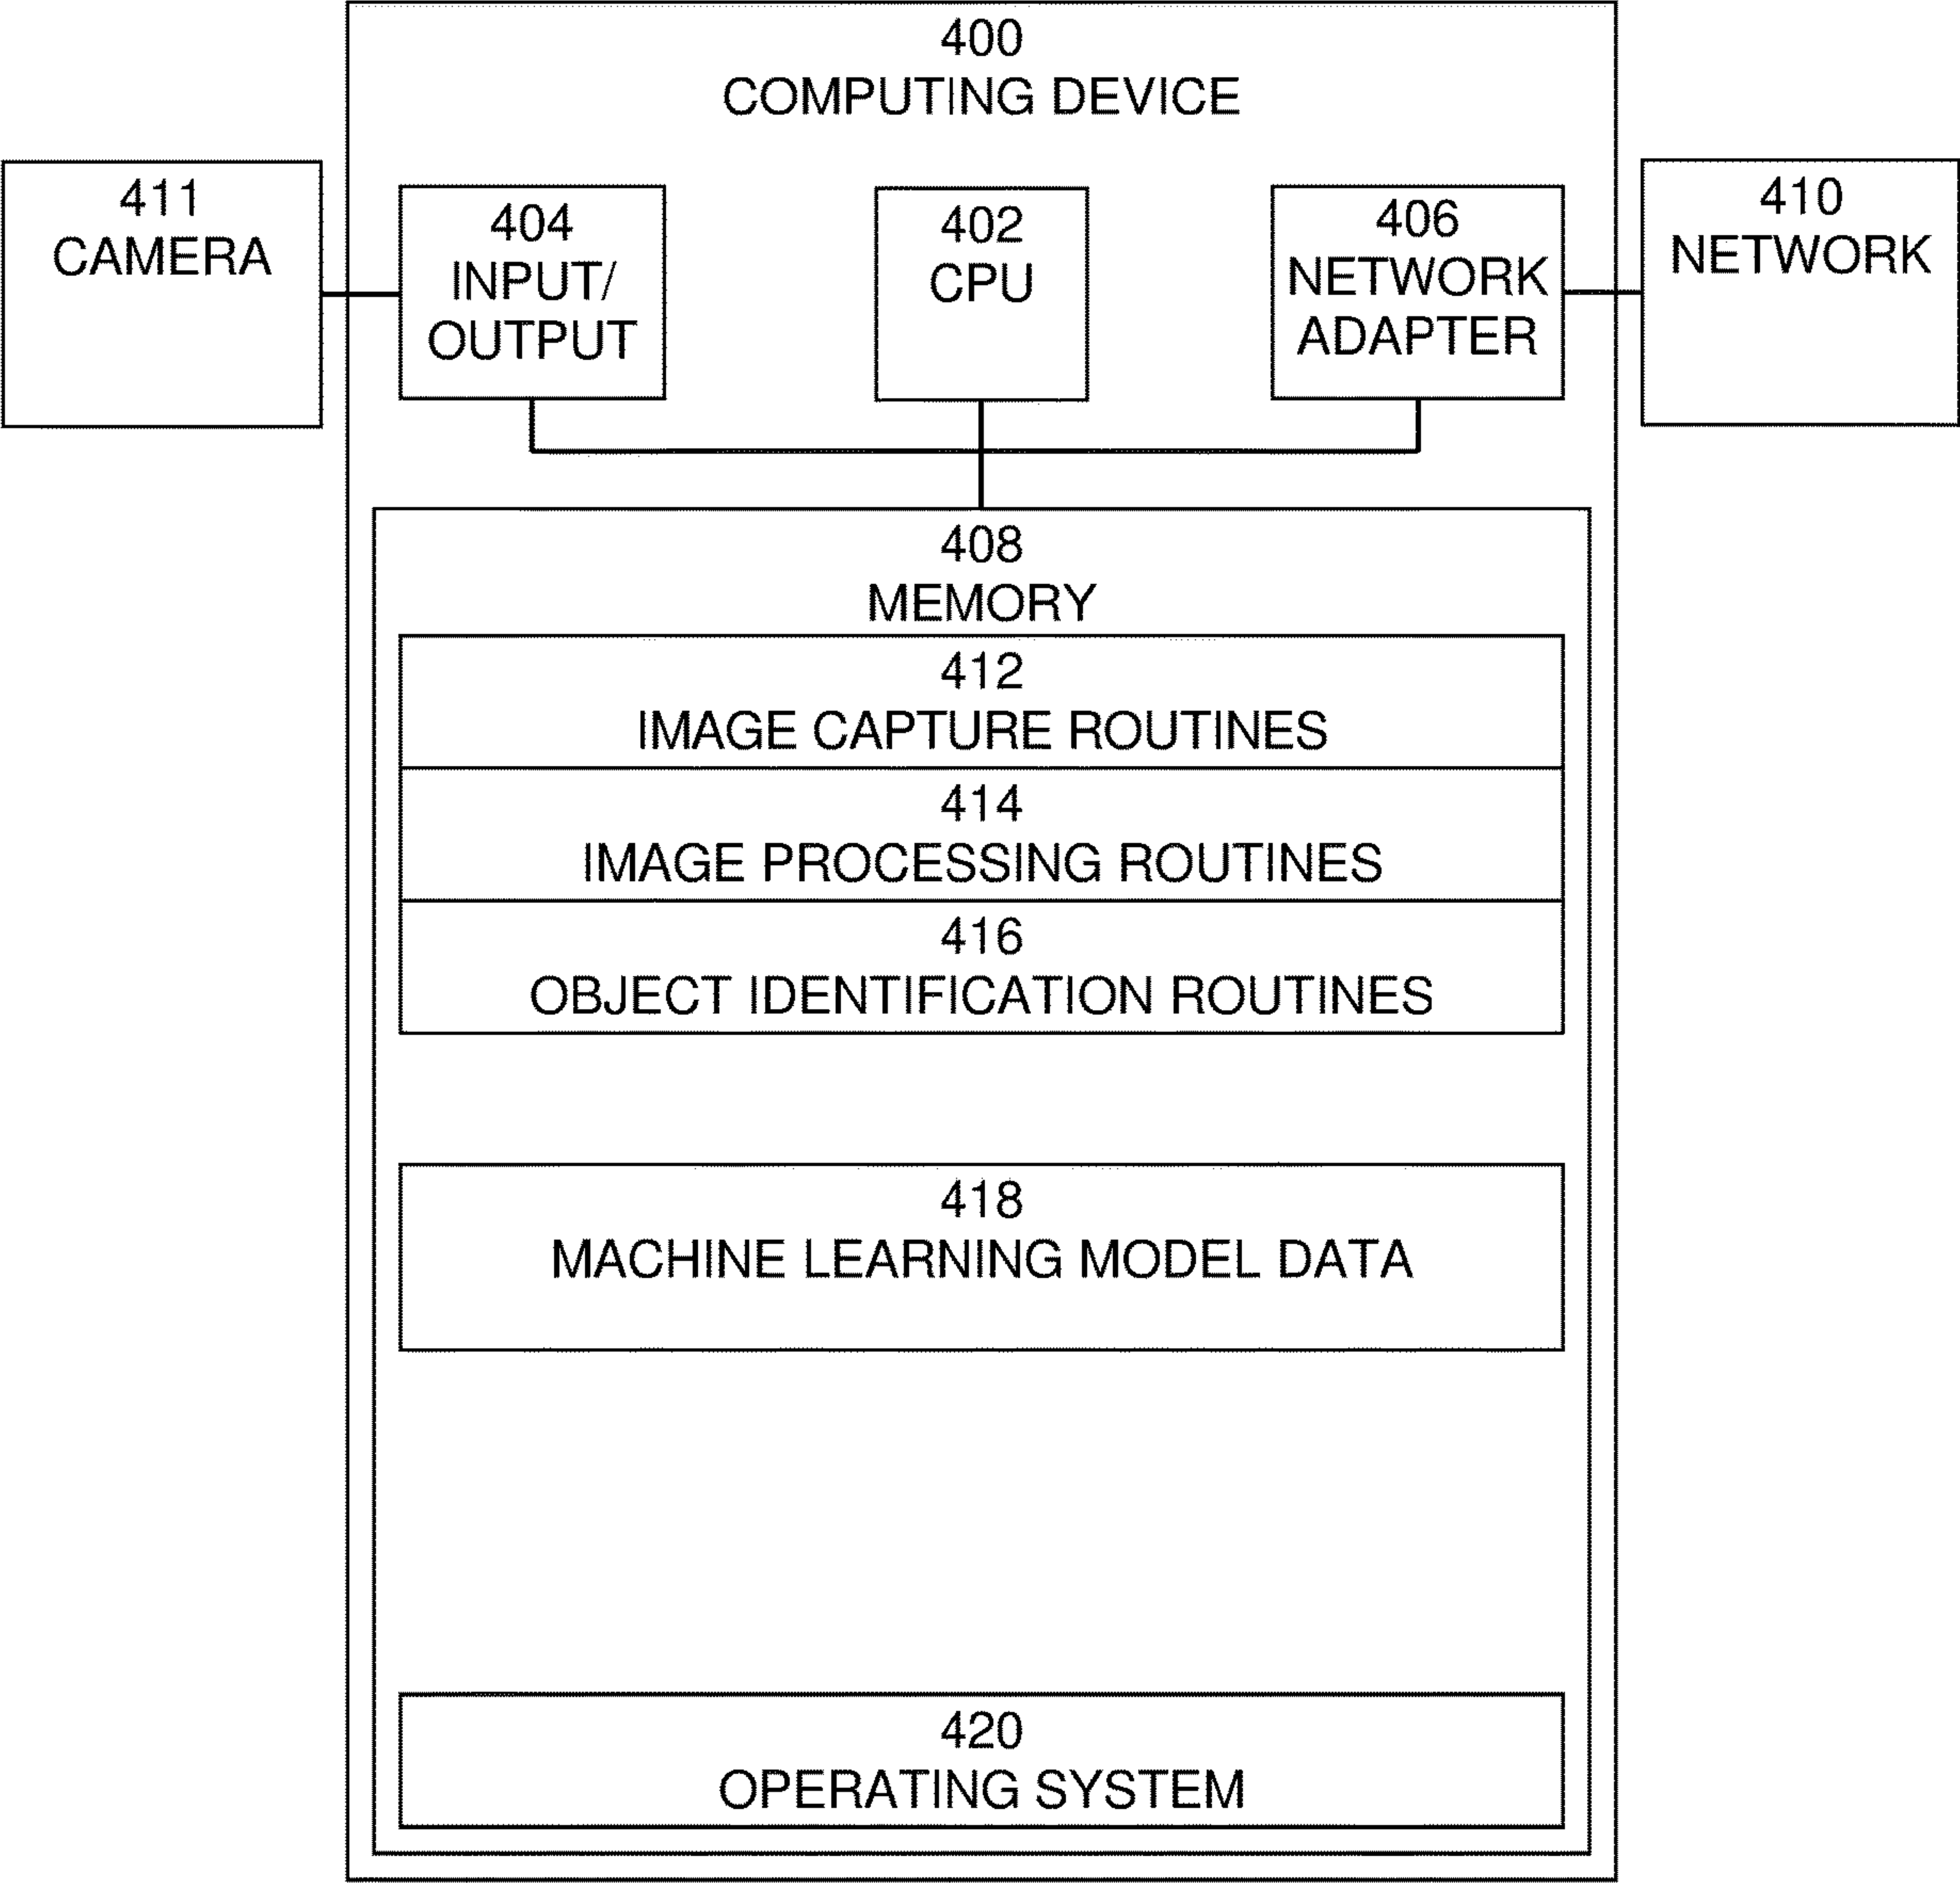 400
COMPUTING DEVICE
411
CAMERA
404
INPUT/
OUTPUT
402
CPU
406
NETWORK
ADAPTER
410
NETWORK
408
MEMORY
412
IMAGE CAPTURE ROUTINES
414
IMAGE PROCESSING ROUTINES
416
OBJECT IDENTIFICATION ROUTINES
418
MACHINE LEARNING MODEL DATA
420
OPERATING SYSTEM